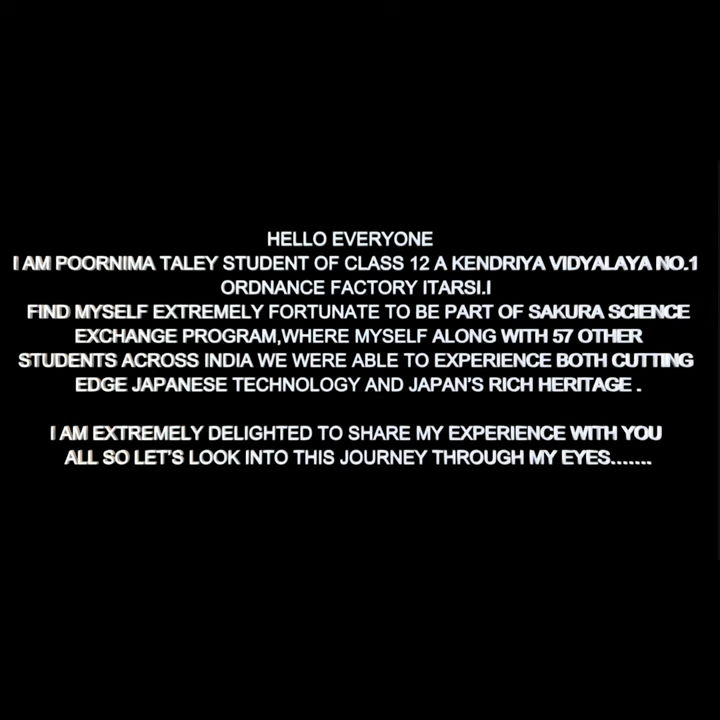 HELLO EVERYONE
I AM POORNIMA TALEY STUDENT OF CLASS 12 A KENDRIYA VIDYALAYA NO.1
ORDNANCE FACTORY ITARSI.I
FIND MYSELF EXTREMELY FORTUNATE TO BE PART OF SAKURA SCIENCE
EXCHANGE PROGRAM,WHERE MYSELF ALONG WITH 57 OTHER
STUDENTS ACROSS INDIA WE WERE ABLE TO EXPERIENCE BOTH CUTTING
EDGE JAPANESE TECHNOLOGY AND JAPAN'S RICH HERITAGE .
I AM EXTREMELY DELIGHTED TO SHARE MY EXPERIENCE WITH YOU
ALL SO LET'S LOOK INTO THIS JOURNEY THROUGH MY EYES.......